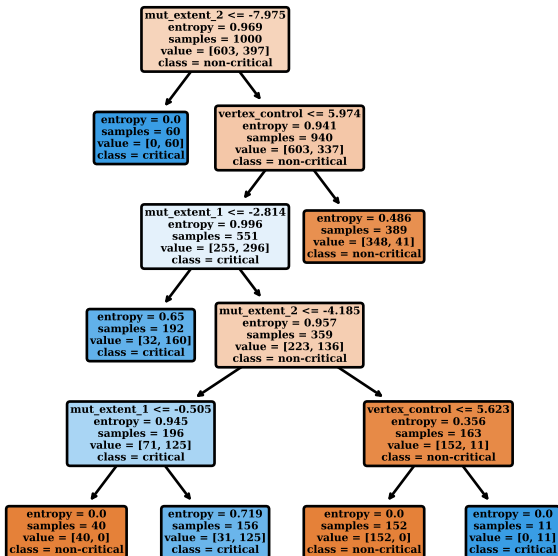 mut_extent_2 <= -7.975
entropy = 0.969
samples = 1000
value = [603, 397]
class = non-critical
entropy = 0.0
samples = 60
value = [0, 60]
class = critical
vertex_control <= 5.974
entropy = 0.941
samples = 940
value = [603, 337]
class = non-critical
mut_extent_1 <= -2.814
entropy = 0.996
samples = 551
value = [255, 296]
class = critical
entropy = 0.486
samples = 389
value = [348, 41]
class = non-critical
entropy = 0.65
samples = 192
value = [32, 160]
class = critical
mut_extent_2 <= -4.185
entropy = 0.957
samples = 359
value = [223, 136]
class = non-critical
mut_extent_1 <= -0.505
entropy = 0.945
samples = 196
value = [71, 125]
class = critical
vertex_control <= 5.623
entropy = 0.356
samples = 163
value = [152, 11]
class = non-critical
entropy = 0.0
samples = 40
value = [40, 0]
class = non-critical
entropy = 0.719
samples = 156
value = [31, 125]
class = critical
entropy = 0.0
samples = 152
value = [152, 0]
class = non-critical
entropy = 0.0
samples = 11
value = [0, 11]
class = critical